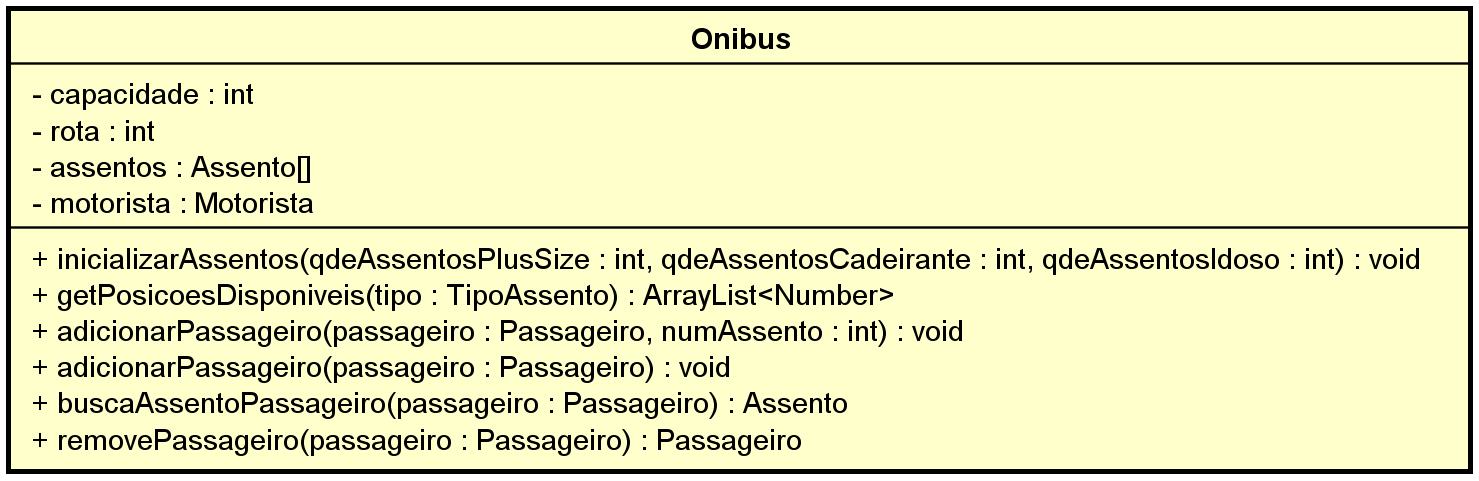 Onibus
- capacidade : int
- rota : int
- assentos : Assento[]
- motorista : Motorista
+ inicializarAssentos(qdeAssentosPlusSize : int, qdeAssentosCadeirante : int, qdeAssentosIdoso : int) : void
+ getPosicoesDisponiveis(tipo : TipoAssento) : ArrayList<Number>
+ adicionarPassageiro(passageiro : Passageiro, numAssento : int) : void
+ adicionarPassageiro(passageiro : Passageiro) : void
+ buscaAssentoPassageiro(passageiro : Passageiro) : Assento
+ removePassageiro(passageiro : Passageiro) : Passageiro